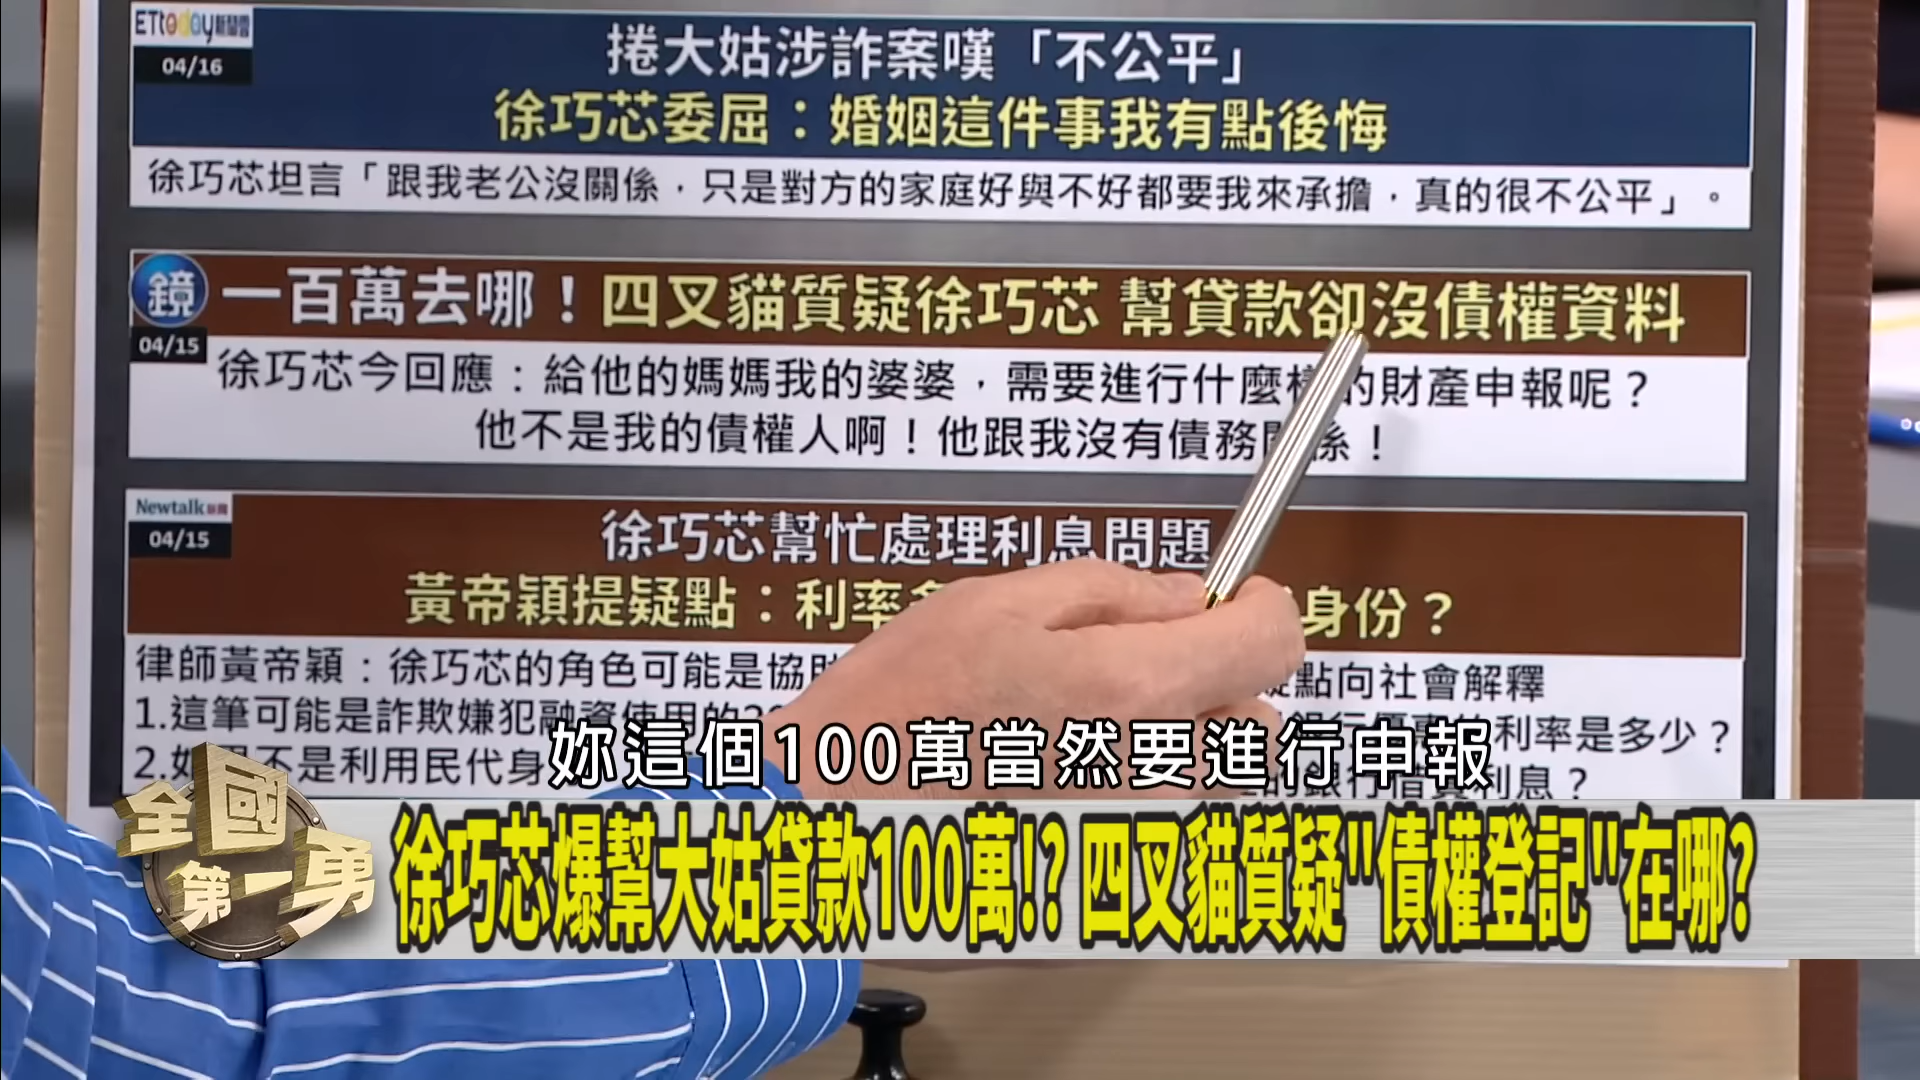 ETtoday新聞雲
04/16
捲大姑涉詐案嘆「不公平」
徐巧芯委屈：婚姻這件事我有點後悔
徐巧芯坦言「跟我老公沒關係，只是對方的家庭好與不好都要我來承擔，真的很不公平」。
鏡
04/15
一百萬去哪！四叉貓質疑徐巧芯 幫貸款卻沒債權資料
徐巧芯今回應：給他的媽媽我的婆婆，需要進行什麼樣的財產申報呢？
他不是我的債權人啊！他跟我沒有債務關係！
Newtalk新聞
04/15
徐巧芯幫忙處理利息問題
黃帝穎提疑點：利率 身份？
律師黃帝穎：徐巧芯的角色可能是協助 疑點向社會解釋
1.這筆可能是詐欺嫌犯融資使用的 利率是多少？
2.如果不是利用民代身 的銀行借貸利息？
妳這個100萬當然要進行申報
全國第一勇
徐巧芯爆幫大姑貸款100萬!? 四叉貓質疑"債權登記"在哪?